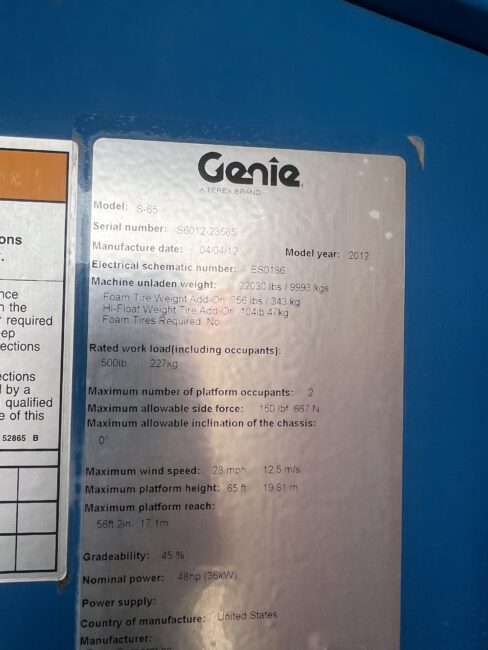 Genie
A TEREX BRAND
Model: S-65
Serial number: S6012-23585
Manufacture date: 04/04/12 Model year: 2012
Electrical schematic number: ES0186
Machine unladen weight: 22030 lbs / 9993 kgs
Foam Tire Weight Add-On: 756 lbs / 343 kg
Hi-Float Weight Tire Add-On: 104lb 47kg
Foam Tires Required: No
Rated work load(including occupants):
500lb 227kg
Maximum number of platform occupants: 2
Maximum allowable side force: 150 lbf 667 N
Maximum allowable inclination of the chassis:
0°
Maximum wind speed: 28 mph 12.5 m/s
Maximum platform height: 65 ft 19.81 m
Maximum platform reach:
56ft 2in 17.1m
Gradeability: 45 %
Nominal power: 48hp (36kW)
Power supply:
Country of manufacture: United States
Manufacturer:
ons
r.
nce
n the
r required
eep
ections
ections
l by a
qualified
e of this
52865 B